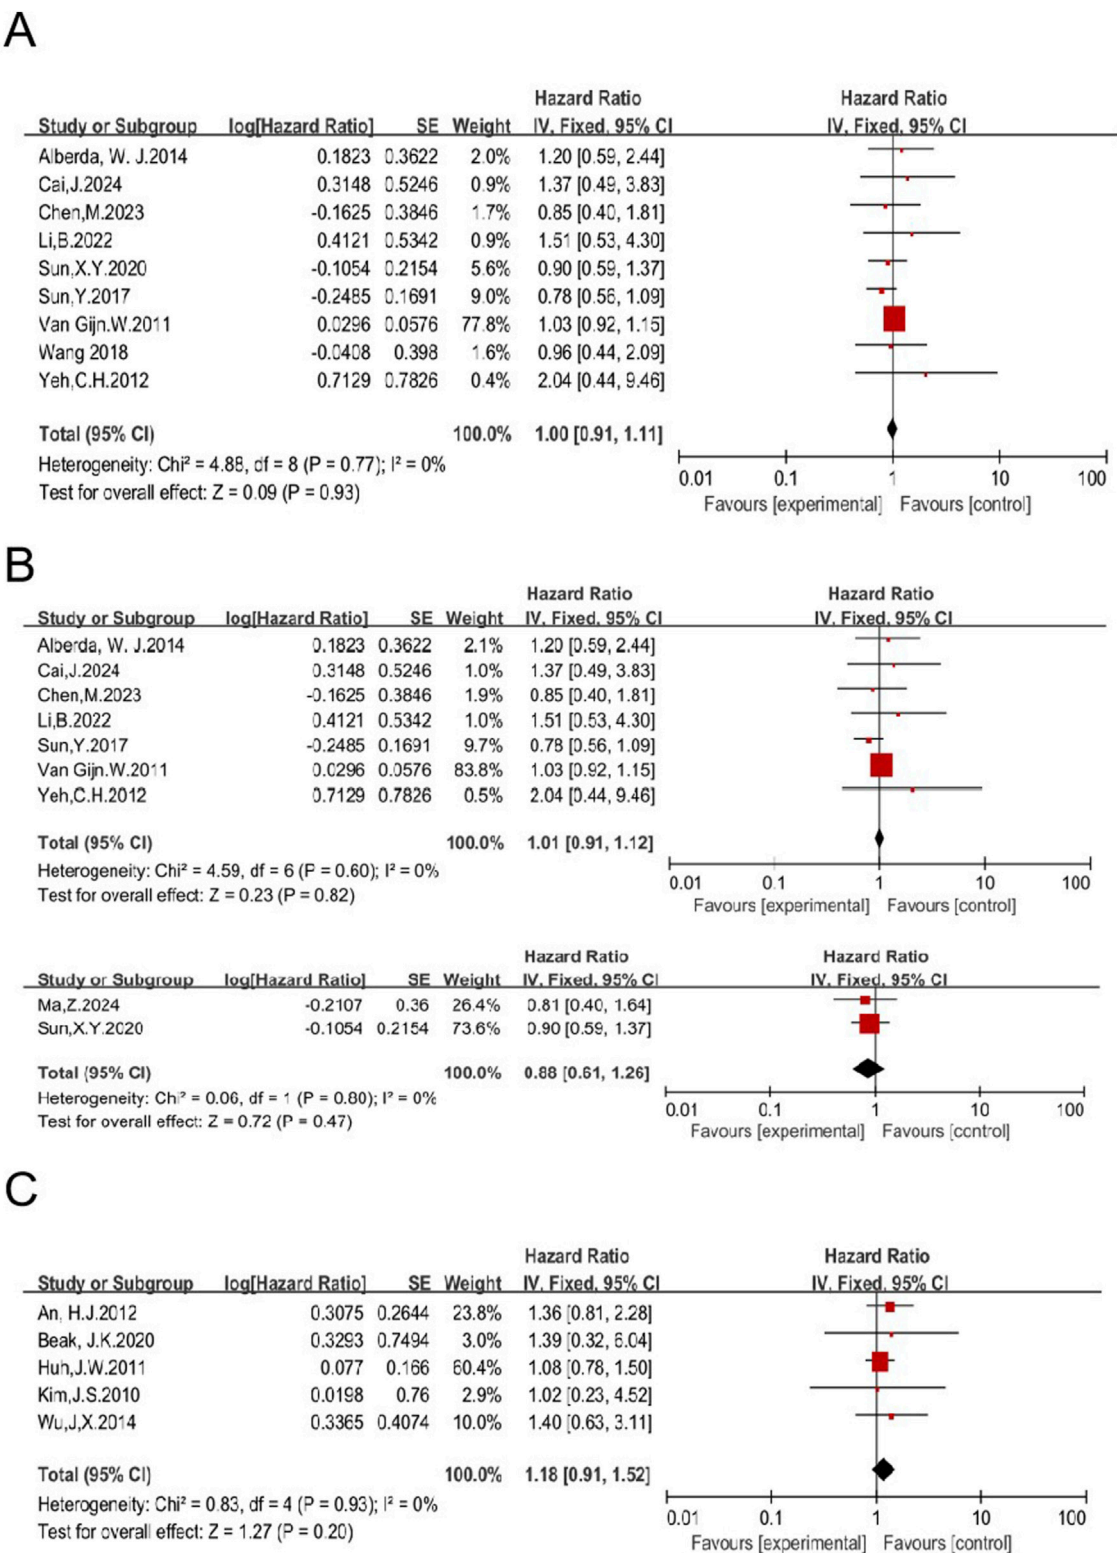 A
Hazard Ratio Hazard Ratio
Study or Subgroup log[Hazard Ratio] SE Weight IV, Fixed, 95% CI IV, Fixed, 95% CI
Alberda, W. J.2014 0.1823 0.3622 2.0% 1.20 [0.59, 2.44]
Cai,J.2024 0.3148 0.5246 0.9% 1.37 [0.49, 3.83]
Chen,M.2023 -0.1625 0.3846 1.7% 0.85 [0.40, 1.81]
Li,B.2022 0.4121 0.5342 0.9% 1.51 [0.53, 4.30]
Sun,X.Y.2020 -0.1054 0.2154 5.6% 0.90 [0.59, 1.37]
Sun,Y.2017 -0.2485 0.1691 9.0% 0.78 [0.56, 1.09]
Van Gijn.W.2011 0.0296 0.0576 77.8% 1.03 [0.92, 1.15]
Wang 2018 -0.0408 0.398 1.6% 0.96 [0.44, 2.09]
Yeh,C.H.2012 0.7129 0.7826 0.4% 2.04 [0.44, 9.46]
Total (95% CI) 100.0% 1.00 [0.91, 1.11]
Heterogeneity: Chi² = 4.88, df = 8 (P = 0.77); I² = 0%
Test for overall effect: Z = 0.09 (P = 0.93)
0.01 0.1 1 10 100
Favours [experimental] Favours [control]
B
Hazard Ratio Hazard Ratio
Study or Subgroup log[Hazard Ratio] SE Weight IV, Fixed, 95% CI IV, Fixed, 95% CI
Alberda, W. J.2014 0.1823 0.3622 2.1% 1.20 [0.59, 2.44]
Cai,J.2024 0.3148 0.5246 1.0% 1.37 [0.49, 3.83]
Chen,M.2023 -0.1625 0.3846 1.9% 0.85 [0.40, 1.81]
Li,B.2022 0.4121 0.5342 1.0% 1.51 [0.53, 4.30]
Sun,Y.2017 -0.2485 0.1691 9.7% 0.78 [0.56, 1.09]
Van Gijn.W.2011 0.0296 0.0576 83.8% 1.03 [0.92, 1.15]
Yeh,C.H.2012 0.7129 0.7826 0.5% 2.04 [0.44, 9.46]
Total (95% CI) 100.0% 1.01 [0.91, 1.12]
Heterogeneity: Chi² = 4.59, df = 6 (P = 0.60); I² = 0%
Test for overall effect: Z = 0.23 (P = 0.82)
0.01 0.1 1 10 100
Favours [experimental] Favours [control]
Hazard Ratio Hazard Ratio
Study or Subgroup log[Hazard Ratio] SE Weight IV, Fixed, 95% CI IV, Fixed, 95% CI
Ma,Z.2024 -0.2107 0.36 26.4% 0.81 [0.40, 1.64]
Sun,X.Y.2020 -0.1054 0.2154 73.6% 0.90 [0.59, 1.37]
Total (95% CI) 100.0% 0.88 [0.61, 1.26]
Heterogeneity: Chi² = 0.06, df = 1 (P = 0.80); I² = 0%
Test for overall effect: Z = 0.72 (P = 0.47)
0.01 0.1 1 10 100
Favours [experimental] Favours [control]
C
Hazard Ratio Hazard Ratio
Study or Subgroup log[Hazard Ratio] SE Weight IV, Fixed, 95% CI IV, Fixed, 95% CI
An, H.J.2012 0.3075 0.2644 23.8% 1.36 [0.81, 2.28]
Beak, J.K.2020 0.3293 0.7494 3.0% 1.39 [0.32, 6.04]
Huh,J.W.2011 0.077 0.166 60.4% 1.08 [0.78, 1.50]
Kim,J.S.2010 0.0198 0.76 2.9% 1.02 [0.23, 4.52]
Wu,J,X.2014 0.3365 0.4074 10.0% 1.40 [0.63, 3.11]
Total (95% CI) 100.0% 1.18 [0.91, 1.52]
Heterogeneity: Chi² = 0.83, df = 4 (P = 0.93); I² = 0%
Test for overall effect: Z = 1.27 (P = 0.20)
0.01 0.1 1 10 100
Favours [experimental] Favours [control]